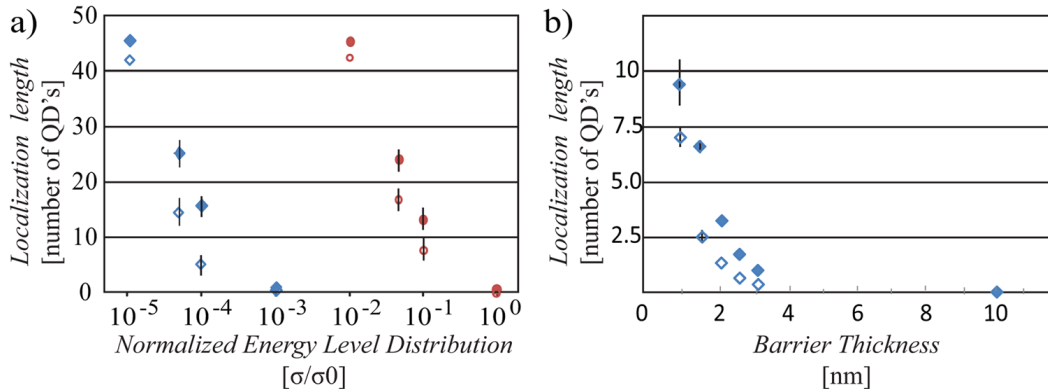 a)
Localization length
[number of QD's]
50
40
30
20
10
0
10-5 10-4 10-3 10-2 10-1 100
Normalized Energy Level Distribution
[σ/σ0]
b)
Localization length
[number of QD's]
10
7.5
5.0
2.5
0 2 4 6 8 10
Barrier Thickness
[nm]